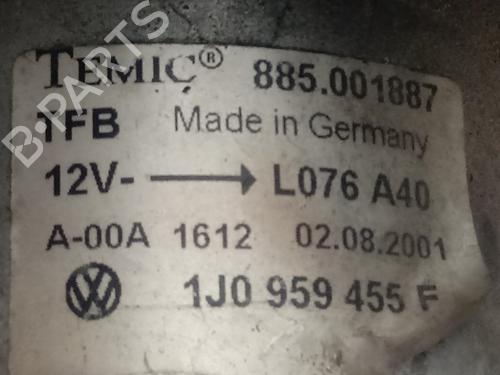 TEMIC® 885.001887
TFB Made in Germany
12V- → L076 A40
A-00A 1612 02.08.2001
VW 1J0 959 455 F
B-PARTS